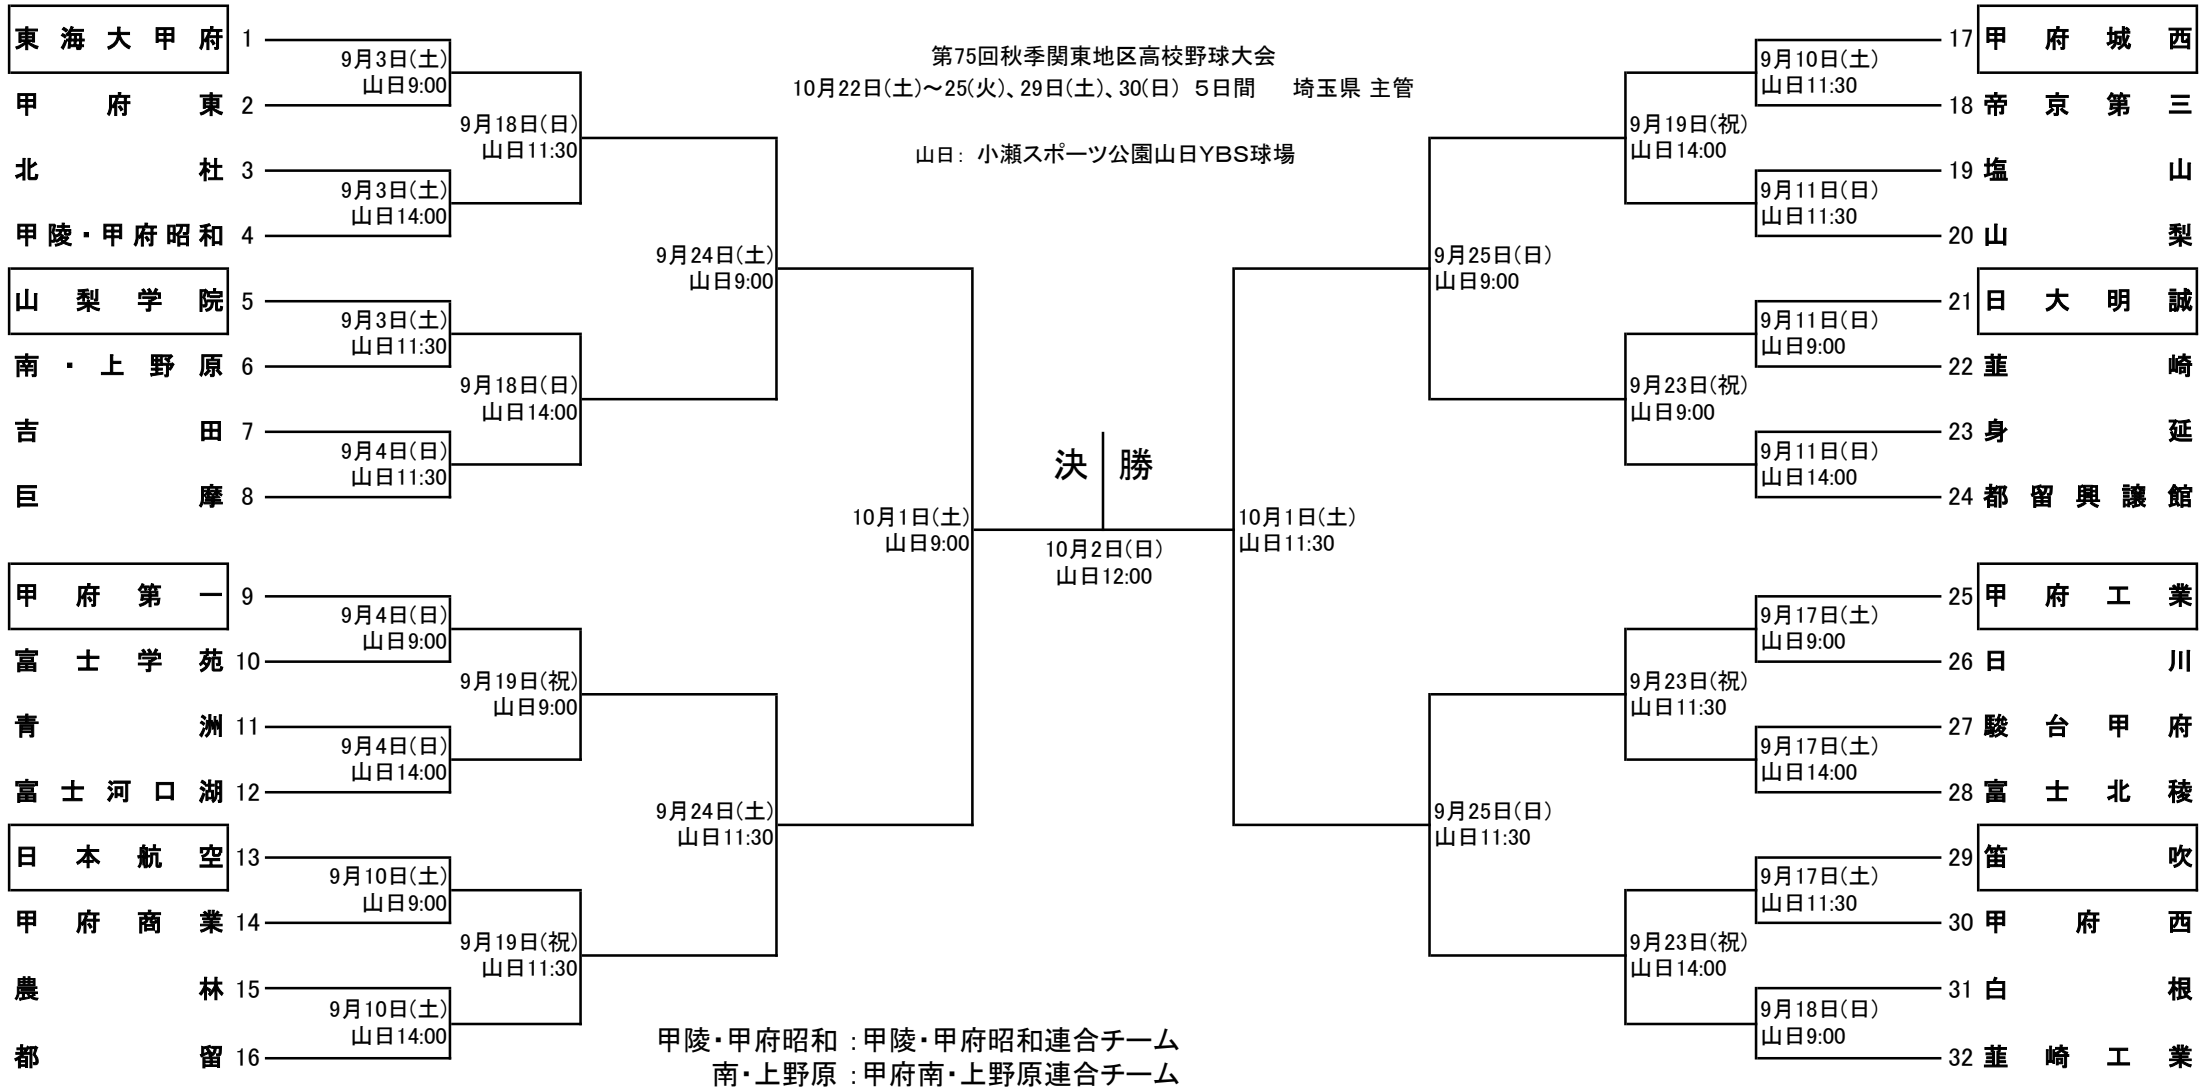 第75回秋季関東地区高校野球大会
10月22日(土)～25(火)、29日(土)、30(日) 5日間 埼玉県 主管
山日: 小瀬スポーツ公園山日YBS球場
東海大甲府 1
9月3日(土)
山日9:00
甲府東 2
9月18日(日)
山日11:30
北杜 3
9月3日(土)
山日14:00
甲陵・甲府昭和 4
9月24日(土)
山日9:00
山梨学院 5
9月3日(土)
山日11:30
南・上野原 6
9月18日(日)
山日14:00
吉田 7
9月4日(日)
山日11:30
巨摩 8
10月1日(土)
山日9:00
甲府第一 9
9月4日(日)
山日9:00
富士学苑 10
9月19日(祝)
山日9:00
青洲 11
9月4日(日)
山日14:00
富士河口湖 12
9月24日(土)
山日11:30
日本航空 13
9月10日(土)
山日9:00
甲府商業 14
9月19日(祝)
山日11:30
農林 15
9月10日(土)
山日14:00
都留 16
決勝
10月2日(日)
山日12:00
17 甲府城西
9月10日(土)
山日11:30
18 帝京第三
9月19日(祝)
山日14:00
19 塩山
9月11日(日)
山日11:30
20 山梨
9月25日(日)
山日9:00
21 日大明誠
9月11日(日)
山日9:00
22 韮崎
9月23日(祝)
山日9:00
23 身延
9月11日(日)
山日14:00
24 都留興譲館
10月1日(土)
山日11:30
25 甲府工業
9月17日(土)
山日9:00
26 日川
9月23日(祝)
山日11:30
27 駿台甲府
9月17日(土)
山日14:00
28 富士北稜
9月25日(日)
山日11:30
29 笛吹
9月17日(土)
山日11:30
30 甲府西
9月23日(祝)
山日14:00
31 白根
9月18日(日)
山日9:00
32 韮崎工業
甲陵・甲府昭和 :甲陵・甲府昭和連合チーム
南・上野原 :甲府南・上野原連合チーム